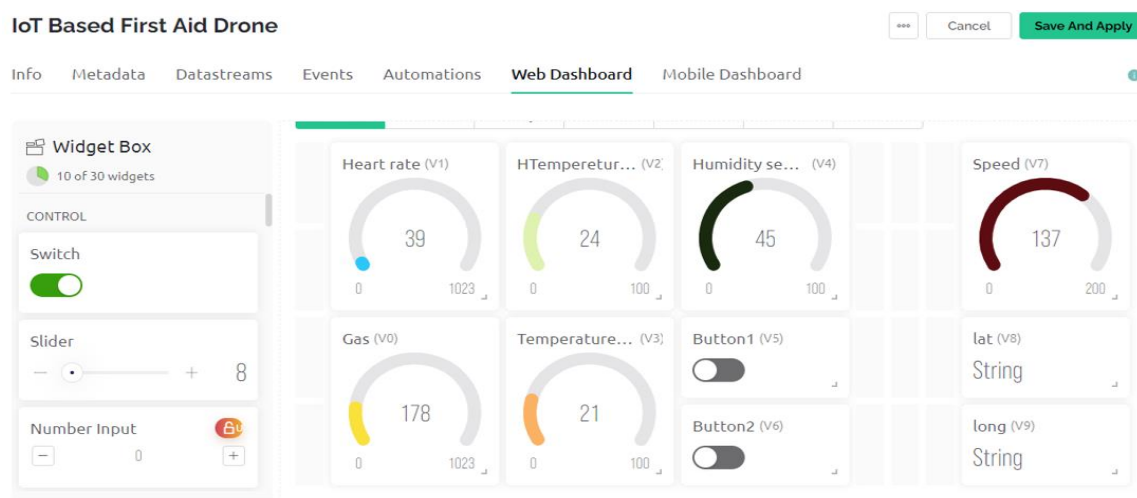 IoT Based First Aid Drone
Cancel
Save And Apply
Info Metadata Datastreams Events Automations Web Dashboard Mobile Dashboard
Widget Box
10 of 30 widgets
CONTROL
Switch
Slider
8
Number Input
0
Heart rate (V1)
39
0 1023
HTemperetur... (V2)
24
0 100
Humidity se... (V4)
45
0 100
Speed (V7)
137
0 200
Gas (V0)
178
0 1023
Temperature... (V3)
21
0 100
Button1 (V5)
Button2 (V6)
lat (V8)
String
long (V9)
String